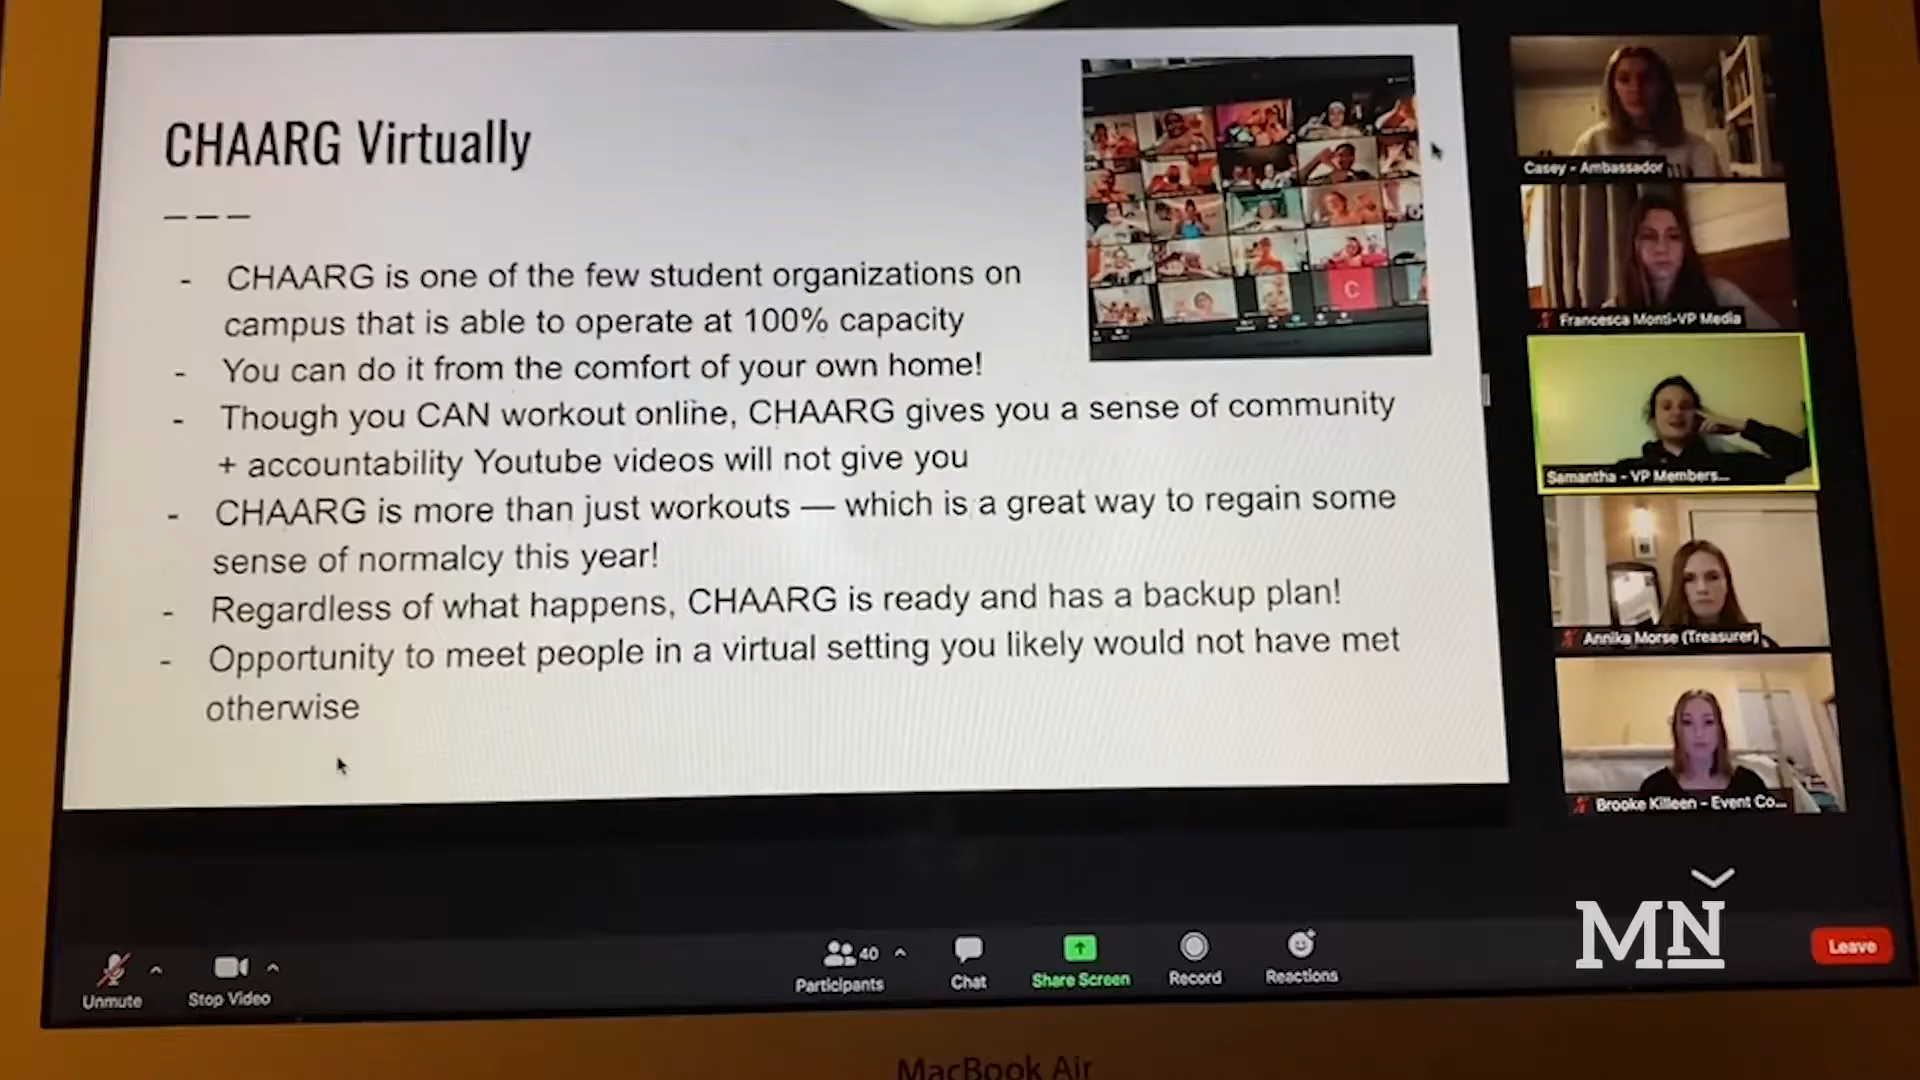 CHAARG Virtually
- CHAARG is one of the few student organizations on
campus that is able to operate at 100% capacity
- You can do it from the comfort of your own home!
- Though you CAN workout online, CHAARG gives you a sense of community
+ accountability Youtube videos will not give you
- CHAARG is more than just workouts — which is a great way to regain some
sense of normalcy this year!
- Regardless of what happens, CHAARG is ready and has a backup plan!
- Opportunity to meet people in a virtual setting you likely would not have met
otherwise
C
Casey - Ambassador
Francesca Monti-VP Media
Samantha - VP Members...
Annika Morse (Treasurer)
Brooke Killeen - Event Co...
MN
Unmute
Stop Video
40
Participants
Chat
Share Screen
Record
Reactions
Leave
MacBook Air